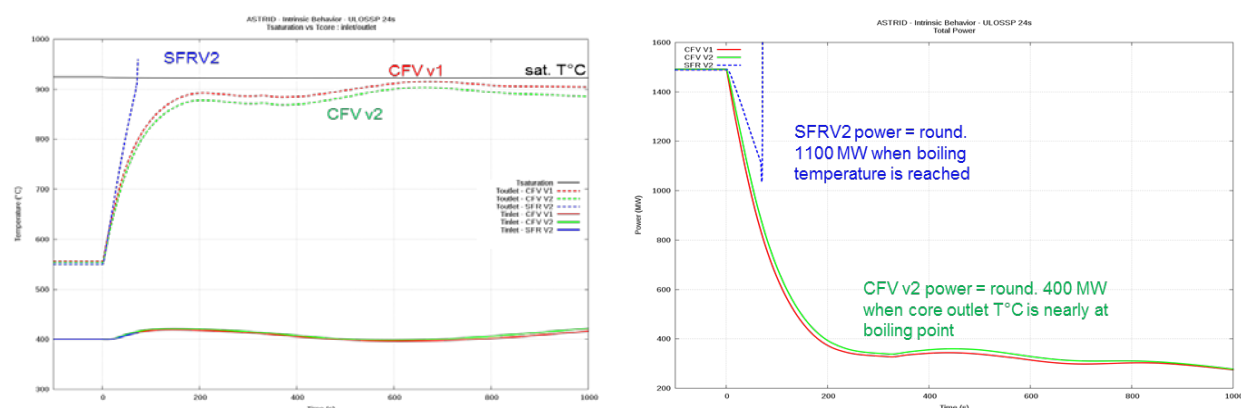 ASTRID - Intrinsic Behavior - ULOSSP 24s
Tsaturation vs Tcore : inlet/outlet
1000
900
800
700
600
500
400
300
0
200
400
600
800
1000
Temperature (°C)
SFRV2
CFV v1
sat. T°C
CFV v2
Tsaturation
Toutlet - CFV V1
Toutlet - CFV V2
Toutlet - SFR V2
Tinlet - CFV V1
Tinlet - CFV V2
Tinlet - SFR V2
ASTRID - Intrinsic Behavior - ULOSSP 24s
Total Power
1600
1400
1200
1000
800
600
400
200
0
200
400
600
800
1000
Power (MW)
Time (s)
CFV V1
CFV V2
SFR V2
SFRV2 power = round.
1100 MW when boiling
temperature is reached
CFV v2 power = round. 400 MW
when core outlet T°C is nearly at
boiling point